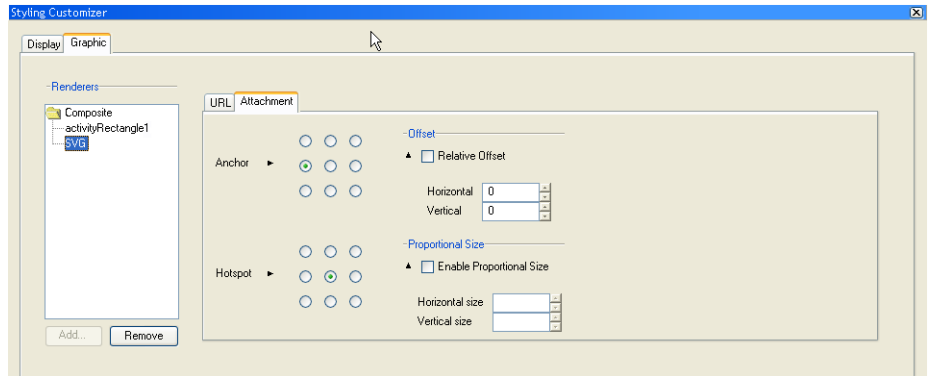 Styling Customizer
Display Graphic
Renderers
Composite
activityRectangle1
SVG
Add... Remove
URL Attachment
Anchor
Hotspot
Offset
Relative Offset
Horizontal 0
Vertical 0
Proportional Size
Enable Proportional Size
Horizontal size
Vertical size